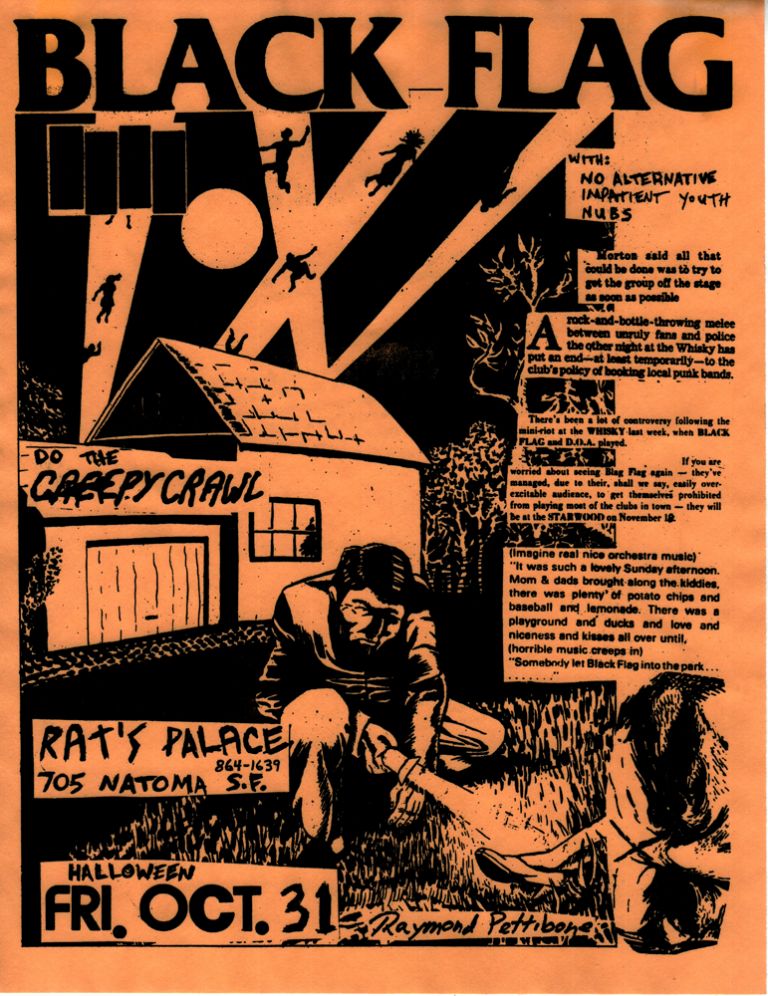 BLACK FLAG
WITH:
NO ALTERNATIVE
IMPATIENT YOUTH
NUBS
Morton said all that
could be done was to try to
get the group off the stage
as soon as possible
A rock-and-bottle-throwing melee
between unruly fans and police
the other night at the Whisky has
put an end—at least temporarily—to the
club's policy of booking local punk bands.
There's been a lot of controversy following the
mini-riot at the WHISKY last week, when BLACK
FLAG and D.O.A. played.
If you are
worried about seeing Blag Flag again — they've
managed, due to their, shall we say, easily over-
excitable audience, to get themselves prohibited
from playing most of the clubs in town — they will
be at the STARWOOD on November 18.
(Imagine real nice orchestra music)
"It was such a lovely Sunday afternoon.
Mom & dads brought along the kiddies,
there was plenty of potato chips and
baseball and lemonade. There was a
playground and ducks and love and
niceness and kisses all over until,
(horrible music creeps in)
"Somebody let Black Flag into the park . . .
. . . . ."
DO THE
CREEPY CRAWL
RAT'S PALACE
864-1639
705 NATOMA S.F.
HALLOWEEN
FRI. OCT. 31
Raymond Pettibone